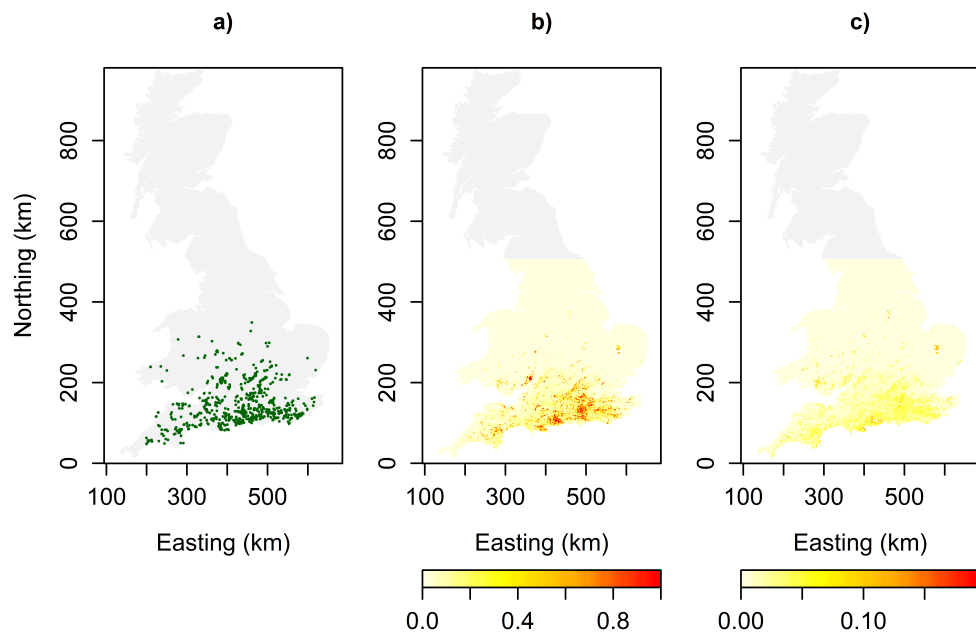 a) b) c)
Northing (km)
0 200 400 600 800
0 200 400 600 800
0 200 400 600 800
100 300 500 100 300 500 100 300 500
Easting (km) Easting (km) Easting (km)
0.0 0.4 0.8 0.00 0.10